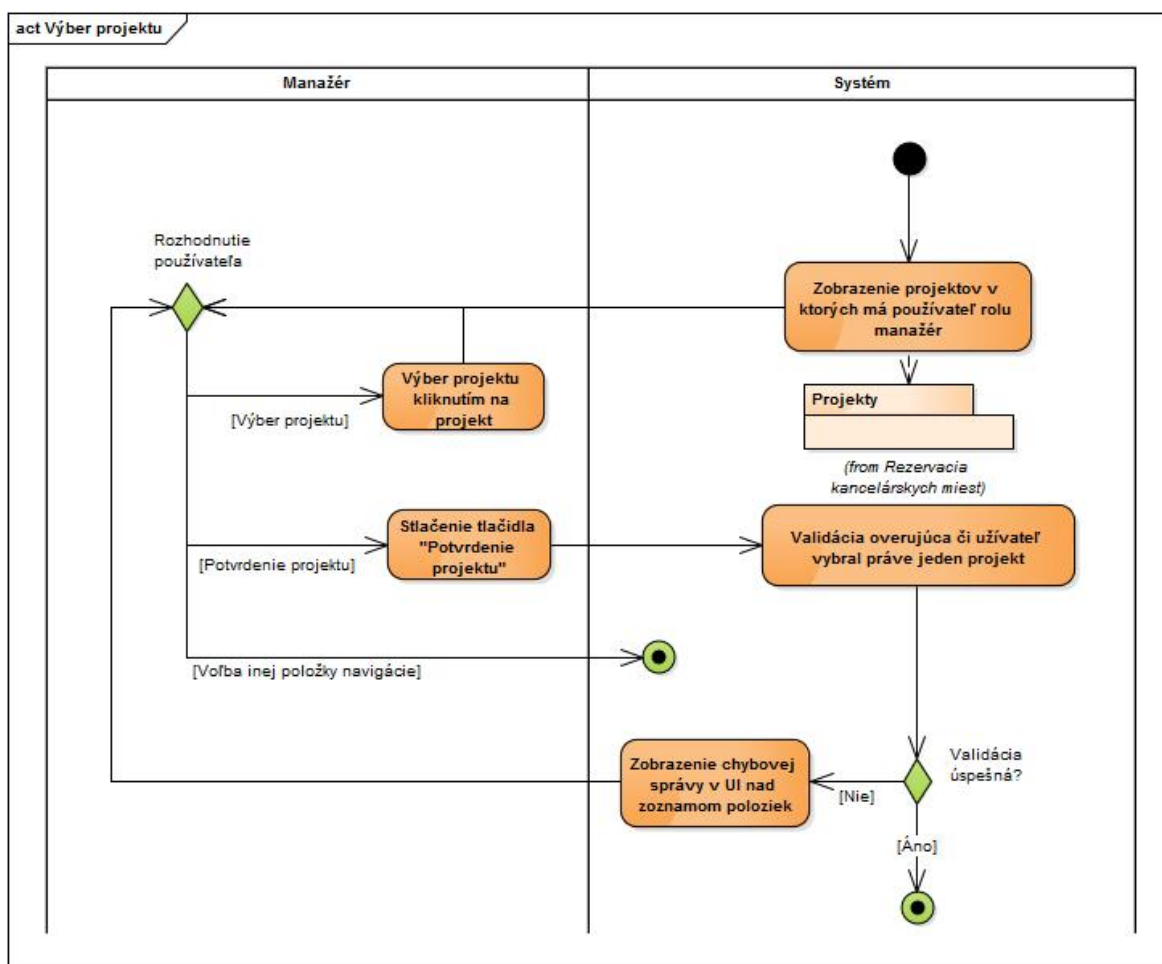 act Výber projektu
Manažér
Systém
Rozhodnutie
používateľa
Zobrazenie projektov v
ktorých má používateľ rolu
manažér
Výber projektu
kliknutím na
projekt
[Výber projektu]
Projekty
(from Rezervacia
kancelárskych miest)
Stlačenie tlačidla
"Potvrdenie
projektu"
[Potvrdenie projektu]
Validácia overujúca či užívateľ
vybral práve jeden projekt
[Voľba inej položky navigácie]
Zobrazenie chybovej
správy v UI nad
zoznamom poloziek
[Nie]
Validácia
úspešná?
[Áno]